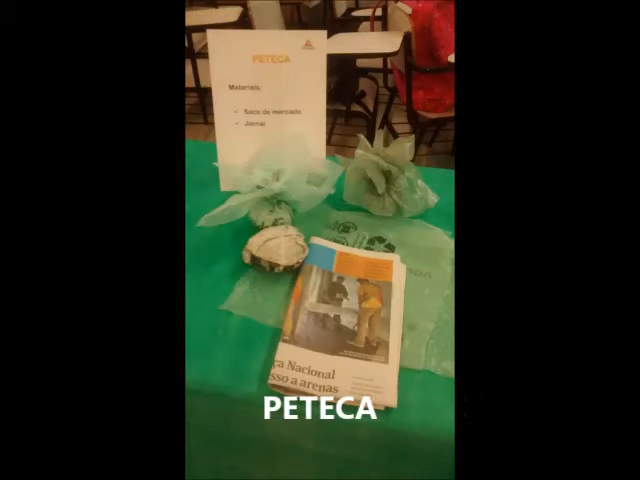 PETECA
Materiais:
✓ Saco de mercado
✓ Jornal
ça Nacional
sso a arenas
PETECA